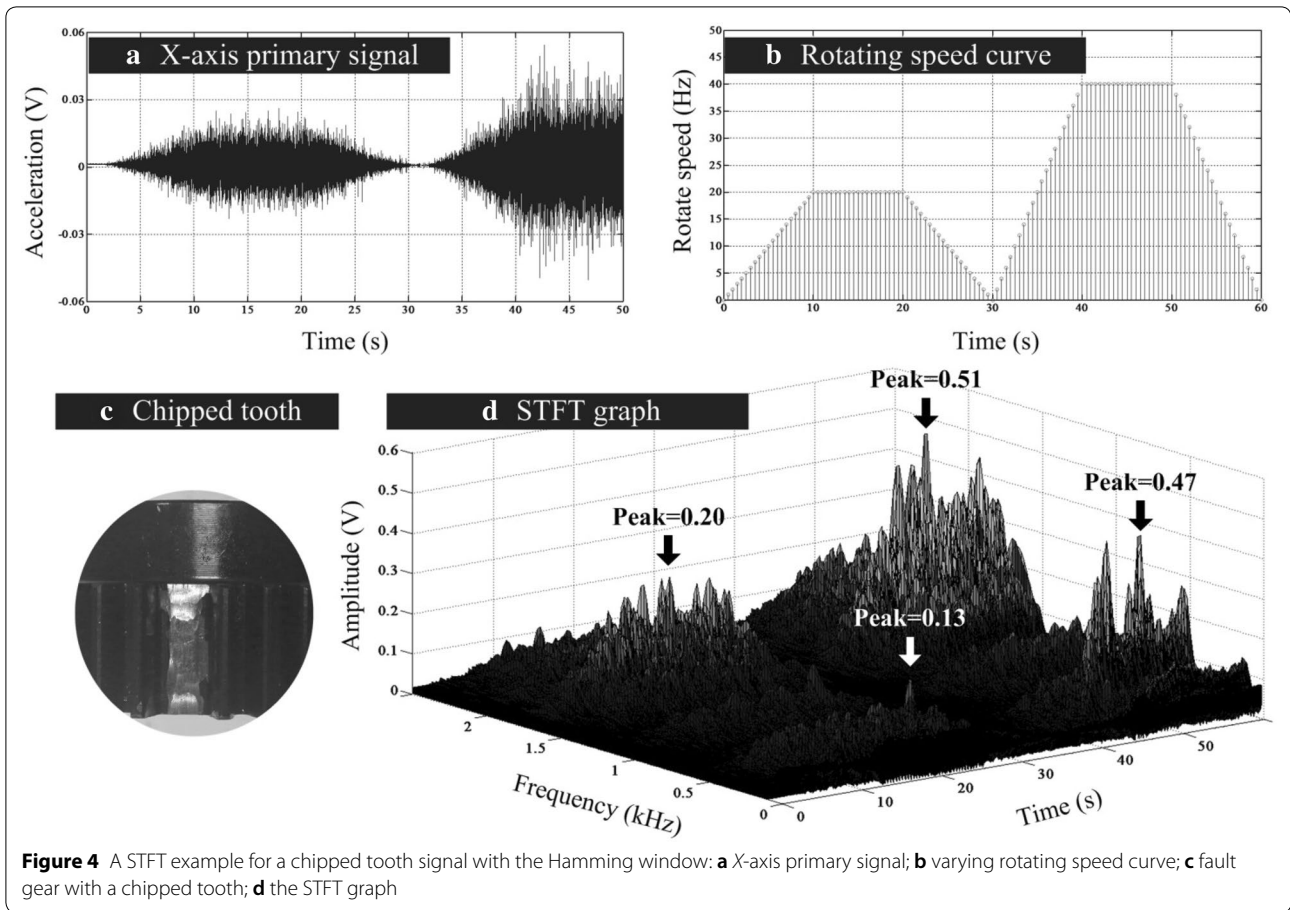 a X-axis primary signal
Acceleration (V)
0.06
0.03
0
-0.03
-0.06
0 5 10 15 20 25 30 35 40 45 50
Time (s)
b Rotating speed curve
Rotate speed (Hz)
50
45
40
35
30
25
20
15
10
5
0
0 10 20 30 40 50 60
Time (s)
c Chipped tooth
d STFT graph
Peak=0.51
Peak=0.47
Peak=0.20
Peak=0.13
Amplitude (V)
0.6
0.5
0.4
0.3
0.2
0.1
0
2 1.5 1 0.5 0
Frequency (kHz)
0 10 20 30 40 50
Time (s)
Figure 4 A STFT example for a chipped tooth signal with the Hamming window: a X-axis primary signal; b varying rotating speed curve; c fault
gear with a chipped tooth; d the STFT graph